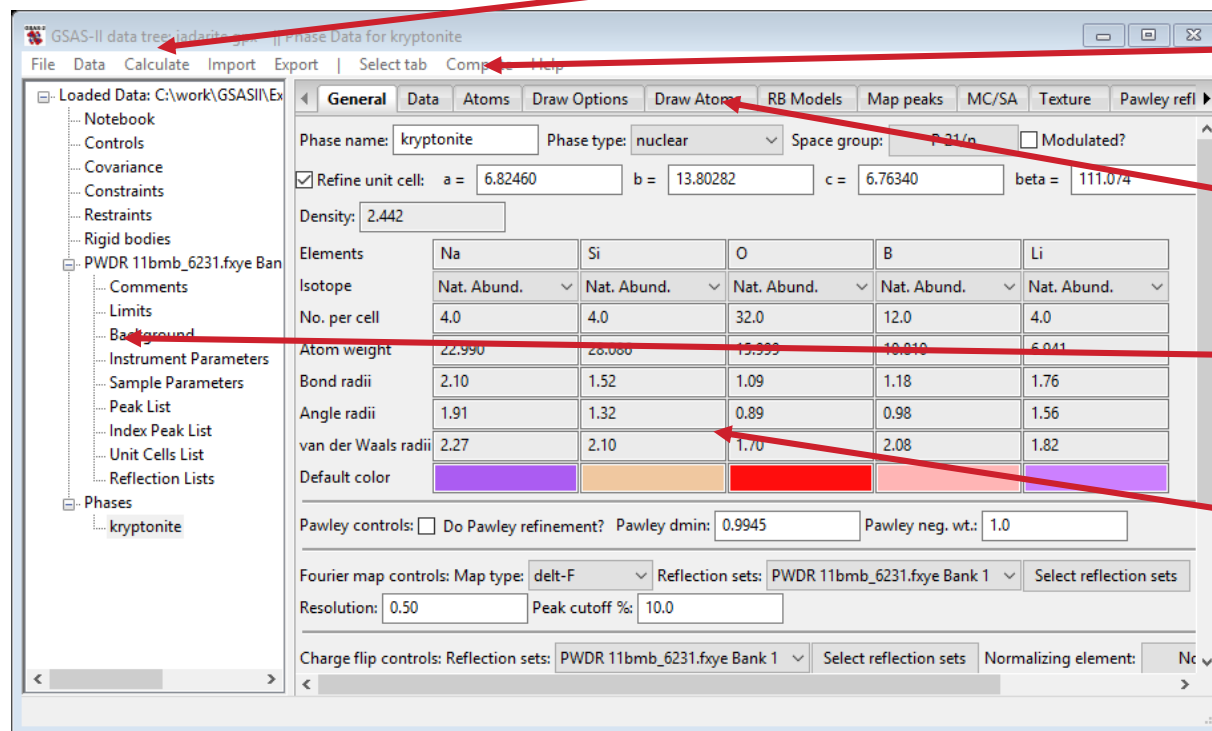 GSAS-II data tree: jadarite.gpx || Phase Data for kryptonite
File Data Calculate Import Export | Select tab Compute Help
Loaded Data: C:\work\GSASII\Ex
Notebook
Controls
Covariance
Constraints
Restraints
Rigid bodies
PWDR 11bmb_6231.fxye Ban
Comments
Limits
Background
Instrument Parameters
Sample Parameters
Peak List
Index Peak List
Unit Cells List
Reflection Lists
Phases
kryptonite
General Data Atoms Draw Options Draw Atoms RB Models Map peaks MC/SA Texture Pawley refl
Phase name: kryptonite Phase type: nuclear Space group: P 21/n Modulated?
Refine unit cell: a = 6.82460 b = 13.80282 c = 6.76340 beta = 111.074
Density: 2.442
Elements Na Si O B Li
Isotope Nat. Abund. Nat. Abund. Nat. Abund. Nat. Abund. Nat. Abund.
No. per cell 4.0 4.0 32.0 12.0 4.0
Atom weight 22.990 28.086 15.999 10.810 6.941
Bond radii 2.10 1.52 1.09 1.18 1.76
Angle radii 1.91 1.32 0.89 0.98 1.56
van der Waals radii 2.27 2.10 1.70 2.08 1.82
Default color
Pawley controls: Do Pawley refinement? Pawley dmin: 0.9945 Pawley neg. wt.: 1.0
Fourier map controls: Map type: delt-F Reflection sets: PWDR 11bmb_6231.fxye Bank 1 Select reflection sets
Resolution: 0.50 Peak cutoff %: 10.0
Charge flip controls: Reflection sets: PWDR 11bmb_6231.fxye Bank 1 Select reflection sets Normalizing element: